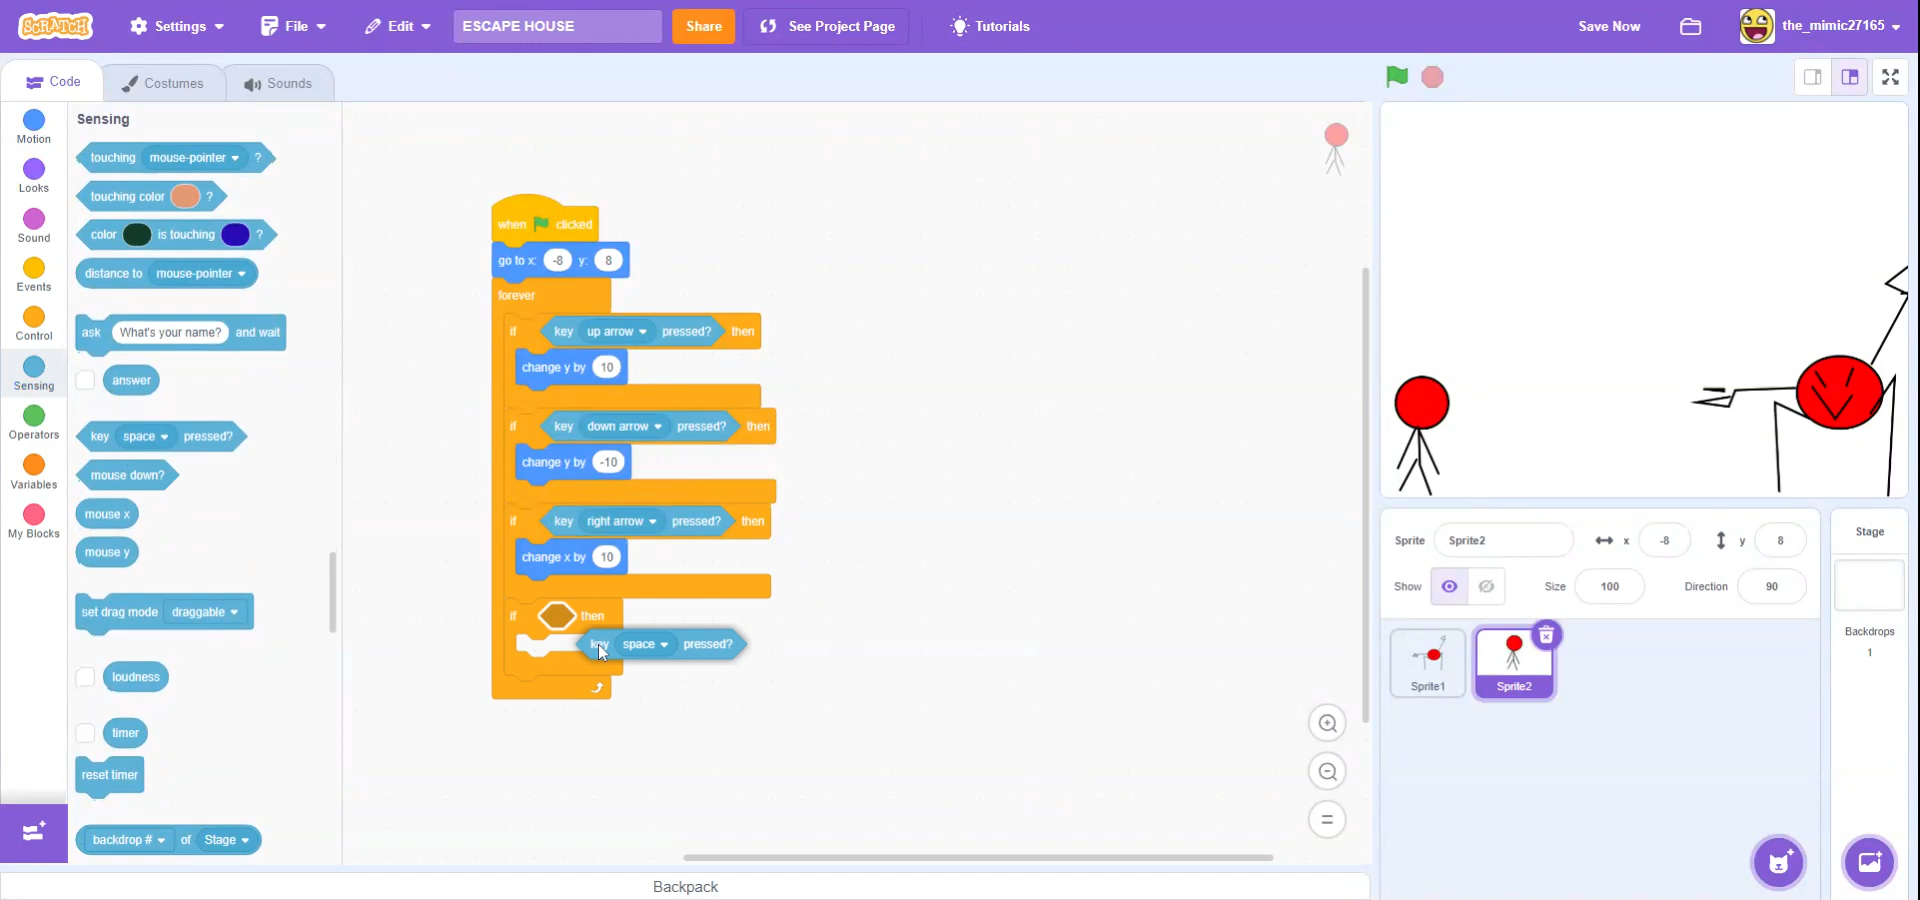 SCRATCH Settings File Edit ESCAPE HOUSE Share See Project Page Tutorials Save Now the_mimic27165
Code Costumes Sounds
Motion
Looks
Sound
Events
Control
Sensing
Operators
Variables
My Blocks
Sensing
touching mouse-pointer ?
touching color ?
color is touching ?
distance to mouse-pointer
ask What's your name? and wait
answer
key space pressed?
mouse down?
mouse x
mouse y
set drag mode draggable
loudness
timer
reset timer
backdrop # of Stage
when clicked
go to x: -8 y: 8
forever
if key up arrow pressed? then
change y by 10
if key down arrow pressed? then
change y by -10
if key right arrow pressed? then
change x by 10
if then
key space pressed?
Sprite Sprite2 x -8 y 8
Show Size 100 Direction 90
Sprite1 Sprite2
Stage
Backdrops
1
Backpack